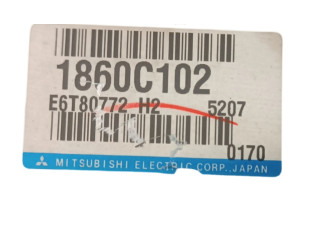 1860C102
E6T80772 H2 5207
0170
MITSUBISHI ELECTRIC CORP., JAPAN